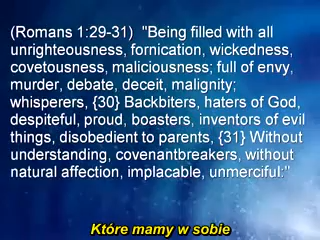 (Romans 1:29-31)  "Being filled with all
unrighteousness, fornication, wickedness,
covetousness, maliciousness; full of envy,
murder, debate, deceit, malignity;
whisperers, {30} Backbiters, haters of God,
despiteful, proud, boasters, inventors of evil
things, disobedient to parents, {31} Without
understanding, covenantbreakers, without
natural affection, implacable, unmerciful:"
Które mamy w sobie